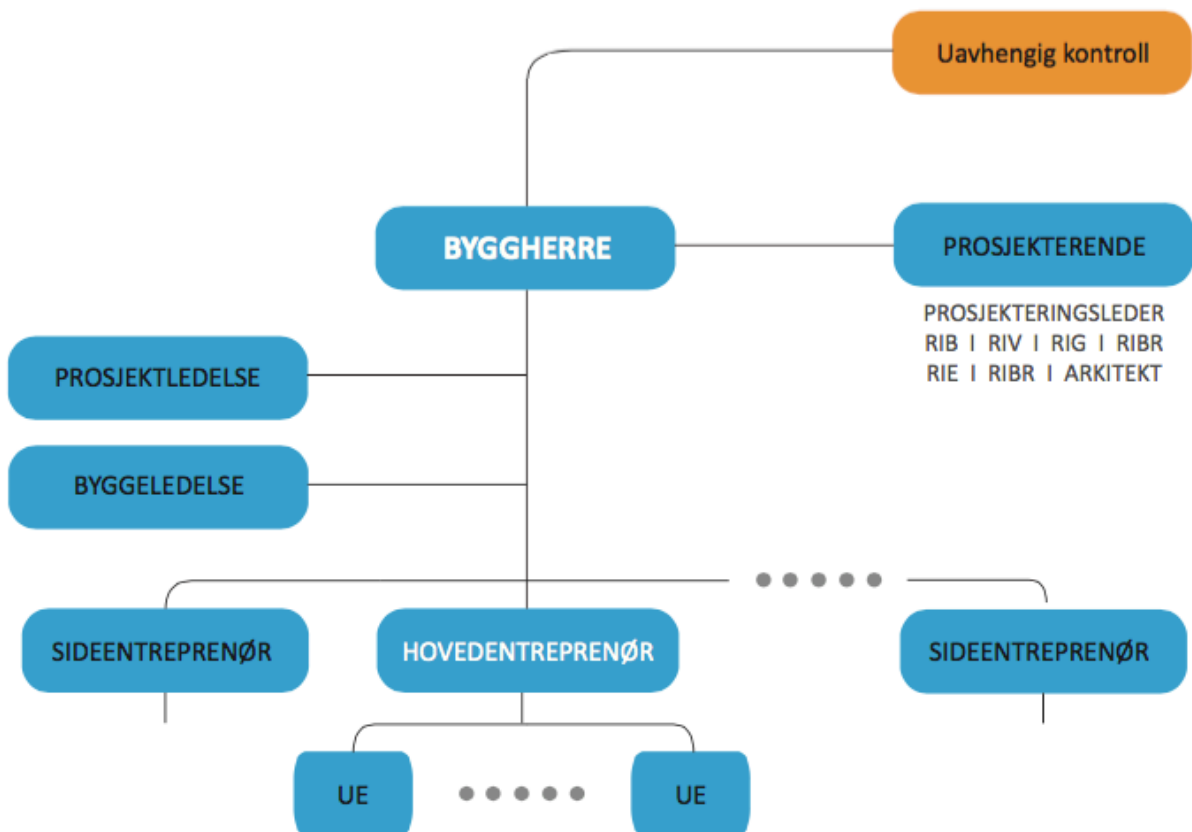 Uavhengig kontroll
BYGGHERRE
PROSJEKTERENDE
PROSJEKTERINGSLEDER
RIB I RIV I RIG I RIBR
RIE I RIBR I ARKITEKT
PROSJEKTLEDELSE
BYGGELEDELSE
SIDEENTREPRENØR
HOVEDENTREPRENØR
SIDEENTREPRENØR
UE
UE